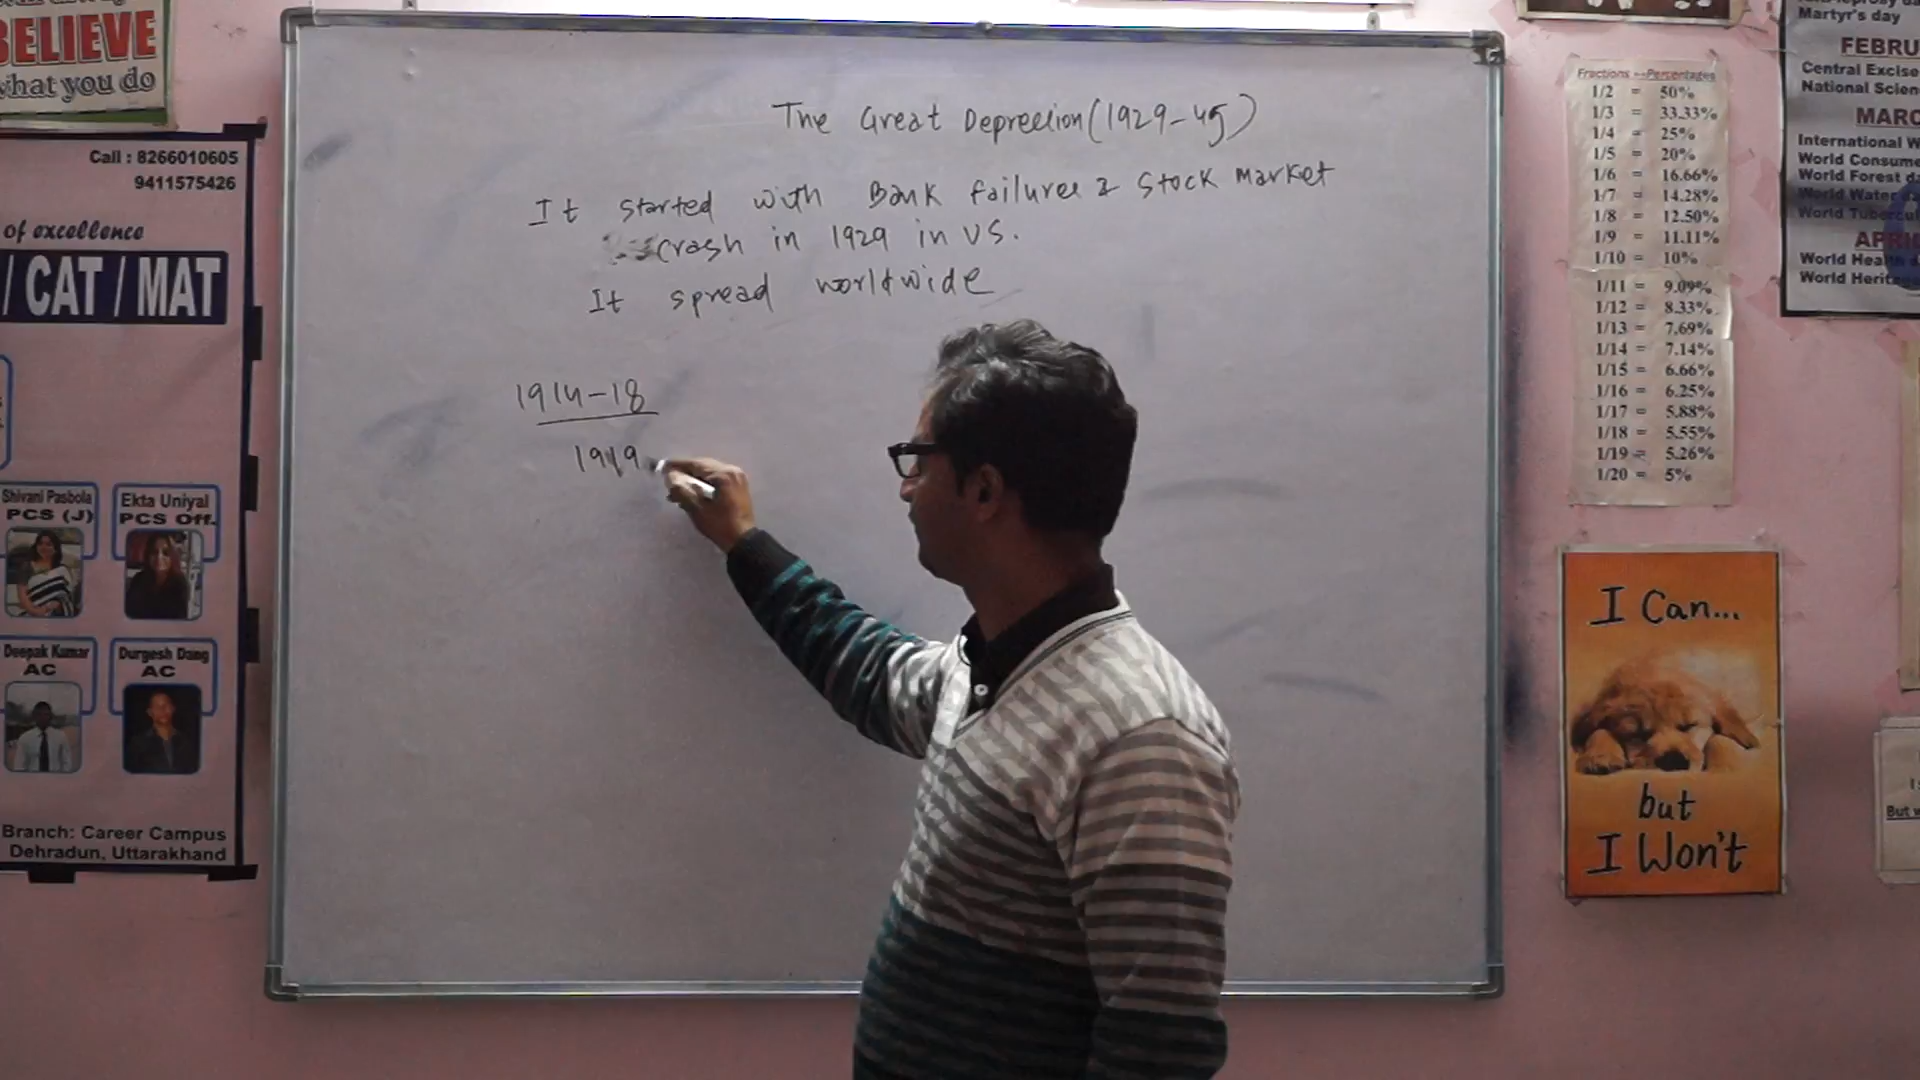 BELIEVE
what you do
Call : 8266010605
9411575426
of excellence
/ CAT / MAT
Shivani Pasbola
PCS (J)
Ekta Uniyal
PCS Off.
Deepak Kumar
AC
Durgesh Dang
AC
Branch: Career Campus
Dehradun, Uttarakhand
The Great Depression (1929-45)
It started with Bank failures & Stock Market
crash in 1929 in US.
It spread worldwide
1914-18
1919
Fractions Percentages
1/2 = 50%
1/3 = 33.33%
1/4 = 25%
1/5 = 20%
1/6 = 16.66%
1/7 = 14.28%
1/8 = 12.50%
1/9 = 11.11%
1/10 = 10%
1/11 = 9.09%
1/12 = 8.33%
1/13 = 7.69%
1/14 = 7.14%
1/15 = 6.66%
1/16 = 6.25%
1/17 = 5.88%
1/18 = 5.55%
1/19 = 5.26%
1/20 = 5%
I Can...
but
I Won't
Martyr's day
FEBRU
Central Excise
National Scien
MARC
International W
World Consume
World Forest da
World Water da
World Tubercul
APRI
World Heal
World Herit
But w